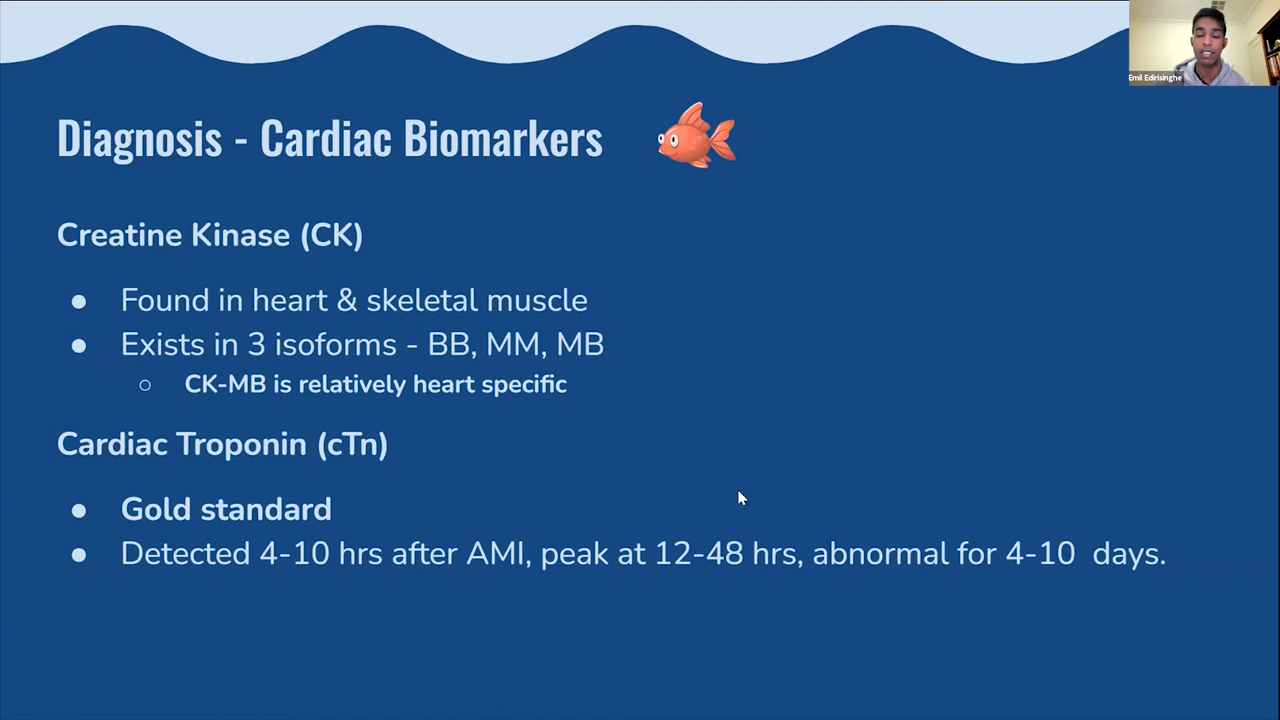 Emil Edirisinghe
Diagnosis - Cardiac Biomarkers
Creatine Kinase (CK)
● Found in heart & skeletal muscle
● Exists in 3 isoforms - BB, MM, MB
○ CK-MB is relatively heart specific
Cardiac Troponin (cTn)
● Gold standard
● Detected 4-10 hrs after AMI, peak at 12-48 hrs, abnormal for 4-10 days.